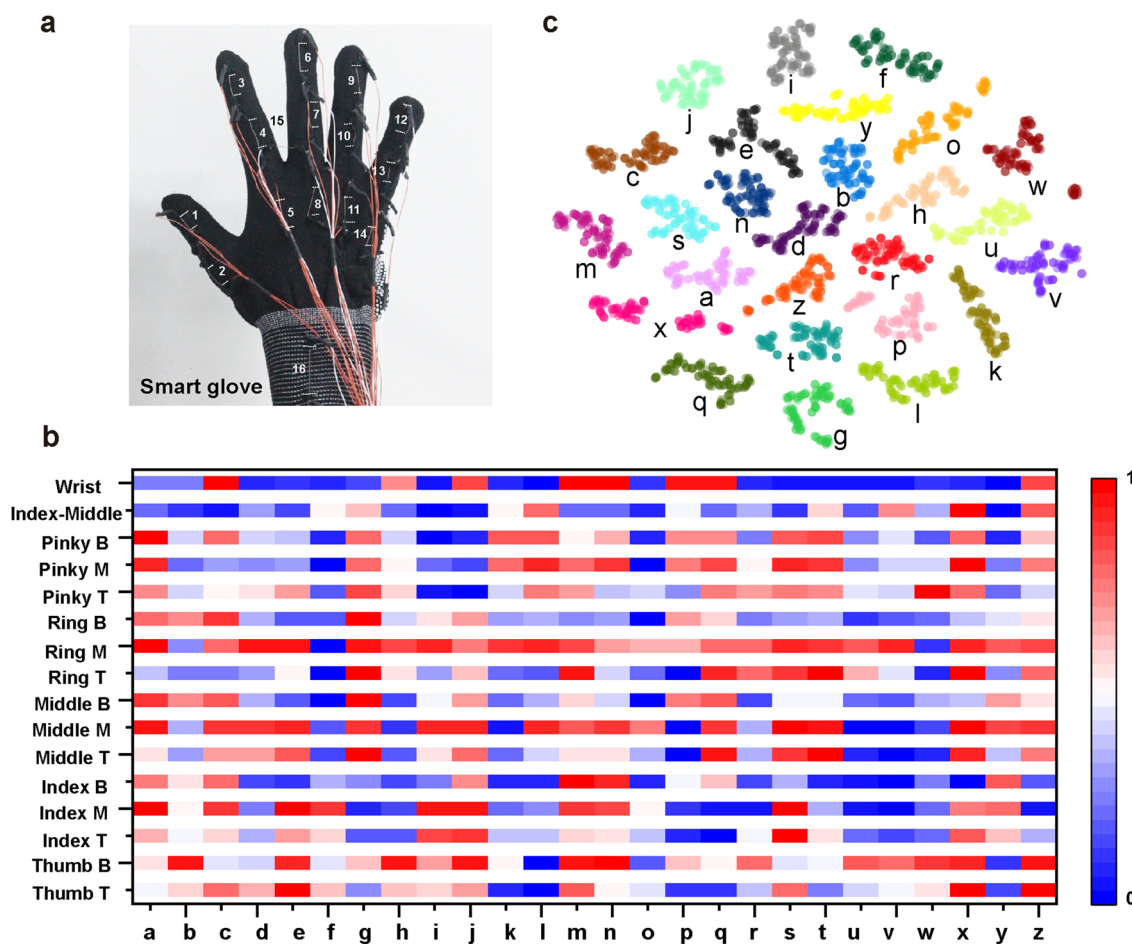 a
3
6
9
12
15
4
7
10
13
1
2
5
8
11
14
16
Smart glove
c
i
f
j
y
e
o
c
b
w
n
h
s
d
u
m
a
r
v
z
x
p
t
k
q
l
g
b
Wrist
Index-Middle
Pinky B
Pinky M
Pinky T
Ring B
Ring M
Ring T
Middle B
Middle M
Middle T
Index B
Index M
Index T
Thumb B
Thumb T
a b c d e f g h i j k l m n o p q r s t u v w x y z
1
0